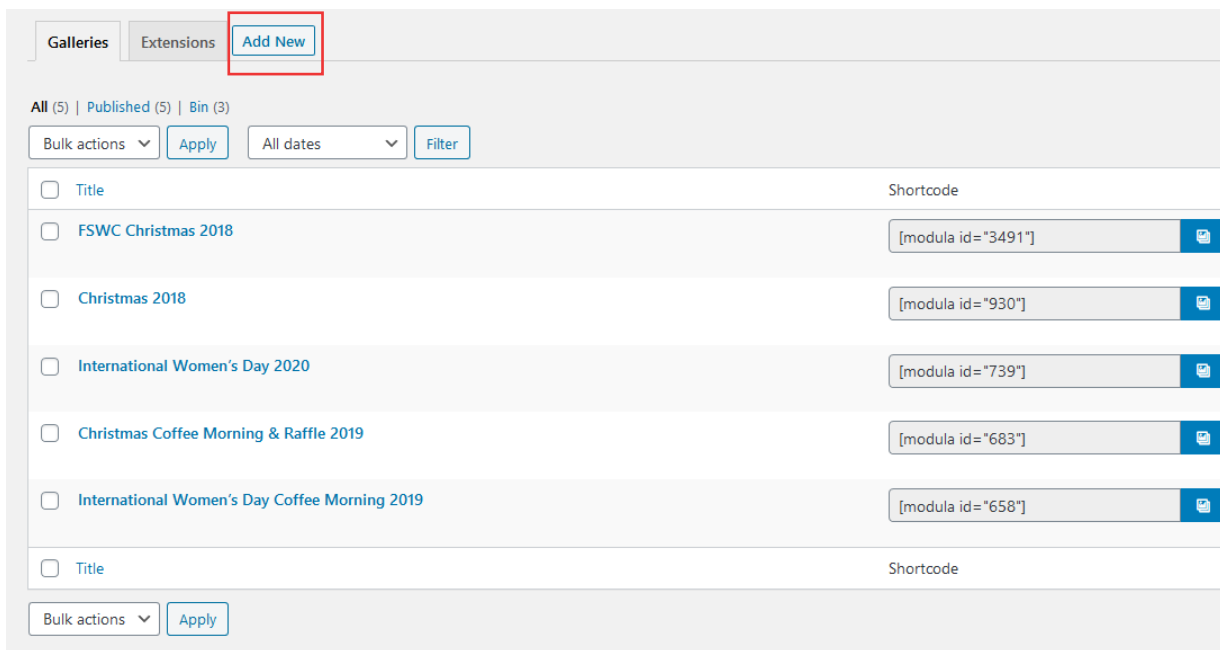 Galleries Extensions Add New
All (5) | Published (5) | Bin (3)
Bulk actions Apply All dates Filter
Title Shortcode
FSWC Christmas 2018 [modula id="3491"]
Christmas 2018 [modula id="930"]
International Women’s Day 2020 [modula id="739"]
Christmas Coffee Morning & Raffle 2019 [modula id="683"]
International Women’s Day Coffee Morning 2019 [modula id="658"]
Title Shortcode
Bulk actions Apply